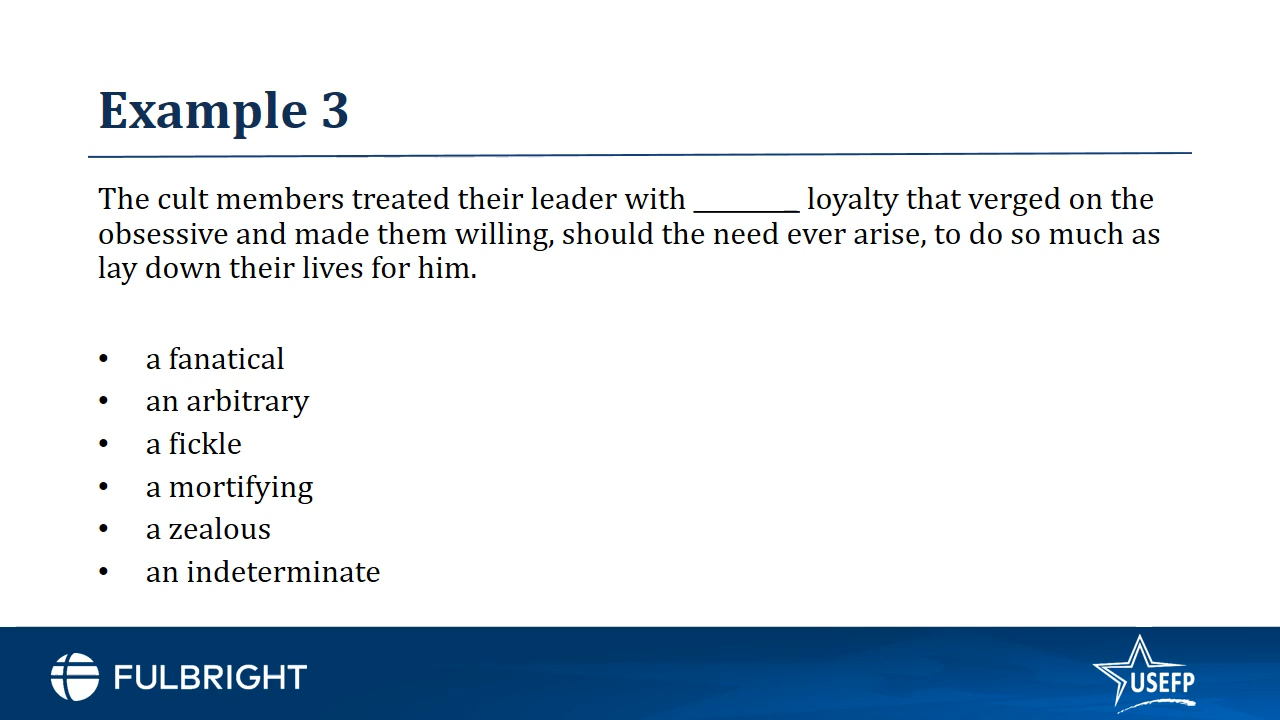 Example 3
The cult members treated their leader with ________ loyalty that verged on the
obsessive and made them willing, should the need ever arise, to do so much as
lay down their lives for him.
• a fanatical
• an arbitrary
• a fickle
• a mortifying
• a zealous
• an indeterminate
FULBRIGHT
USEFP